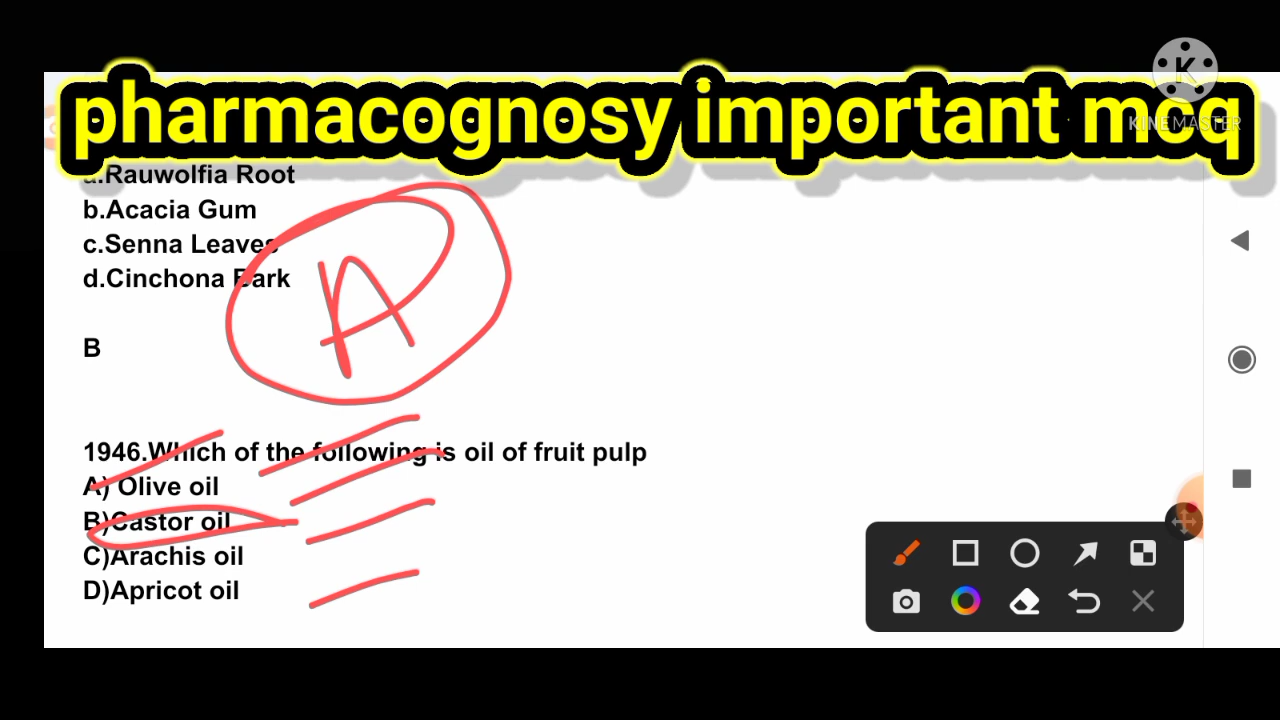 pharmacognosy important mcq
KINEMASTER
a.Rauwolfia Root
b.Acacia Gum
c.Senna Leaves
d.Cinchona Bark
A
B
1946.Which of the following is oil of fruit pulp
A) Olive oil
B)Castor oil
C)Arachis oil
D)Apricot oil